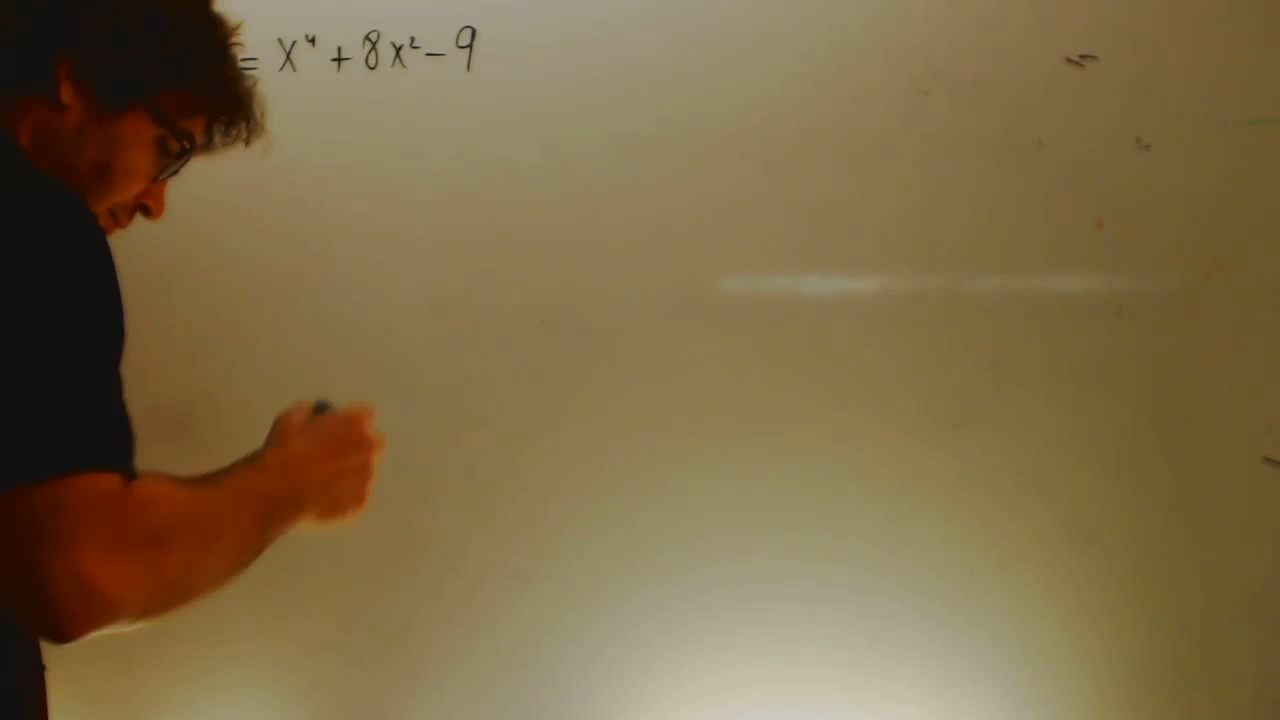 = x⁴ + 8x² - 9